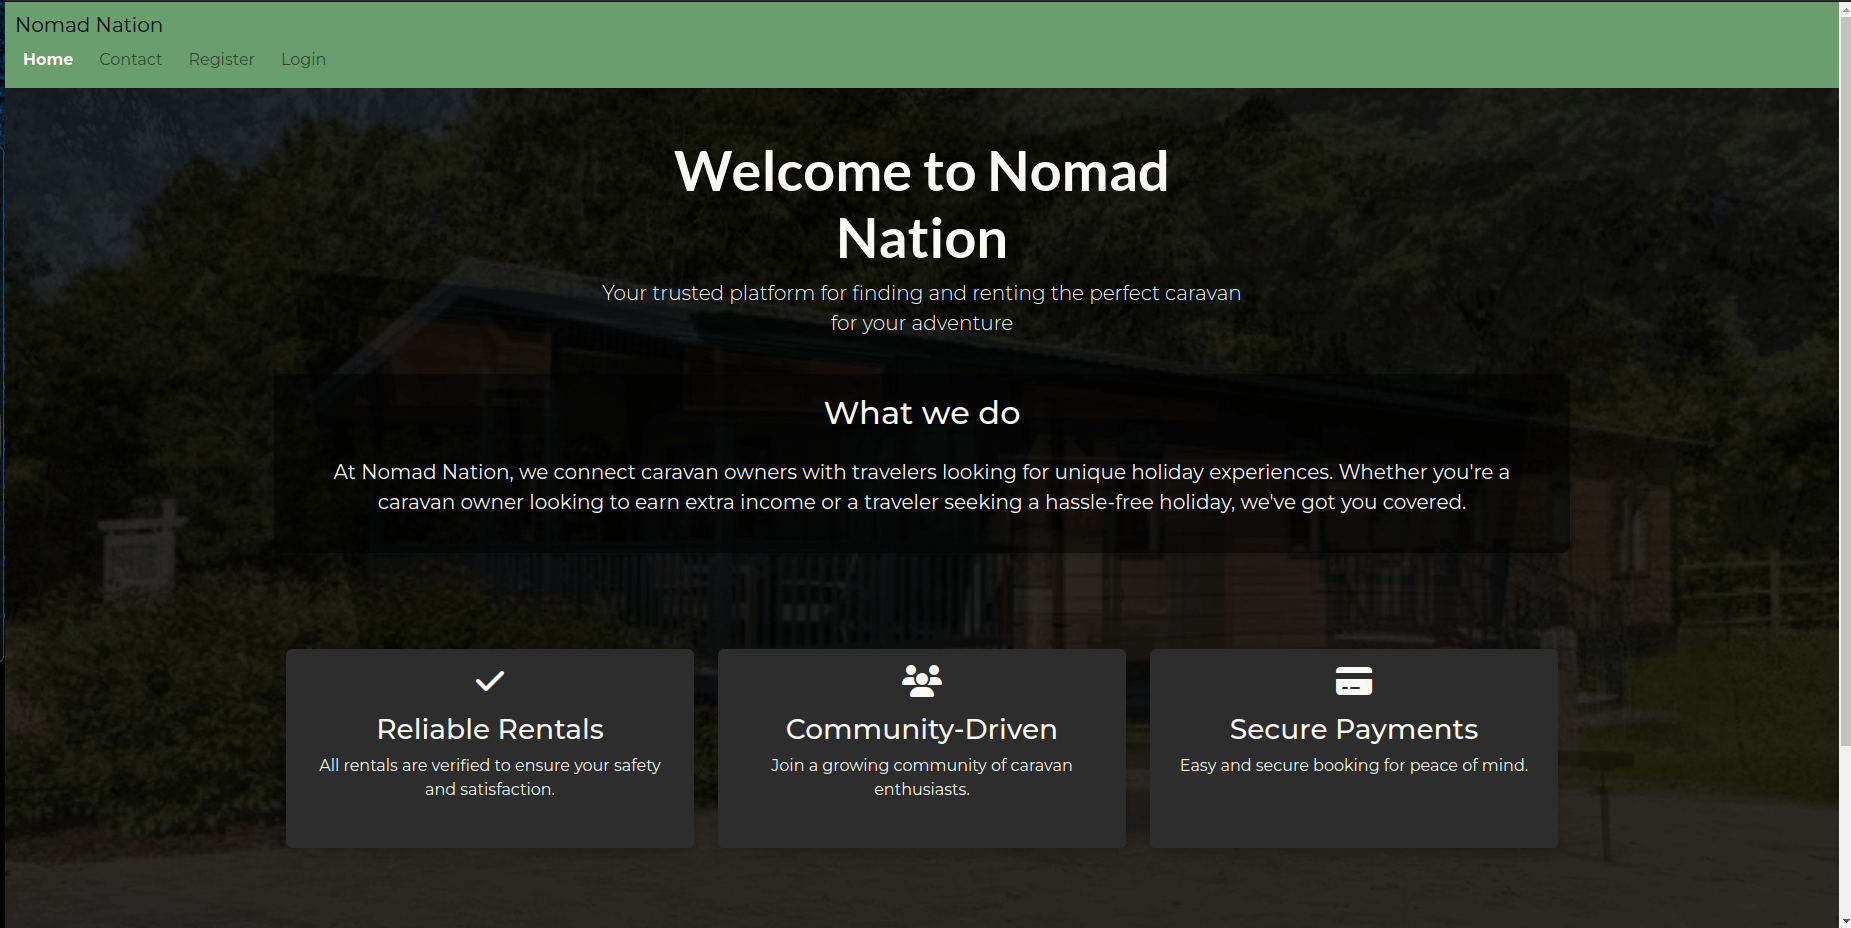 Nomad Nation
Home Contact Register Login
Welcome to Nomad
Nation
Your trusted platform for finding and renting the perfect caravan
for your adventure
What we do
At Nomad Nation, we connect caravan owners with travelers looking for unique holiday experiences. Whether you're a
caravan owner looking to earn extra income or a traveler seeking a hassle-free holiday, we've got you covered.
Reliable Rentals
All rentals are verified to ensure your safety
and satisfaction.
Community-Driven
Join a growing community of caravan
enthusiasts.
Secure Payments
Easy and secure booking for peace of mind.